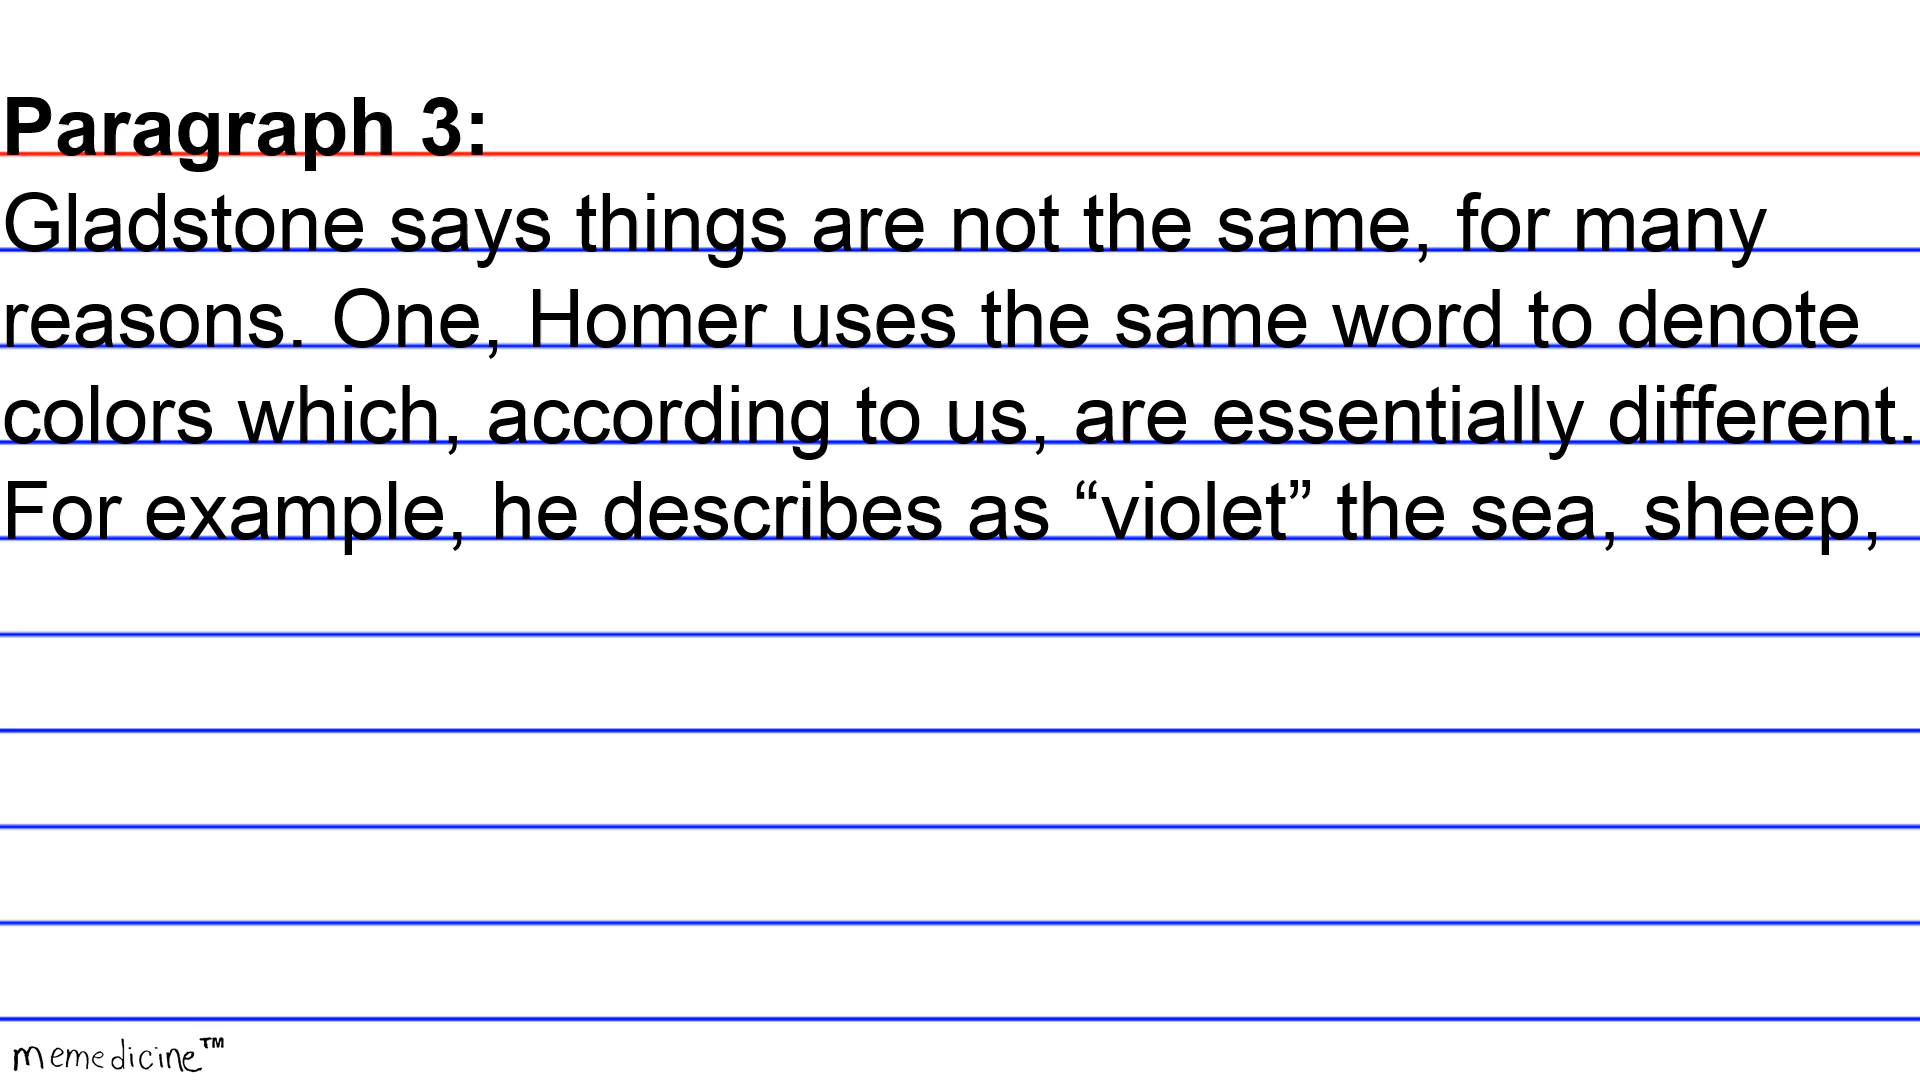 Paragraph 3:
Gladstone says things are not the same, for many
reasons. One, Homer uses the same word to denote
colors which, according to us, are essentially different.
For example, he describes as “violet” the sea, sheep,
memedicine™